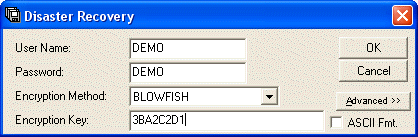 Disaster Recovery
User Name: DEMO OK
Password: DEMO Cancel
Encryption Method: BLOWFISH Advanced >>
Encryption Key: 3BA2C2D1 ASCII Fmt.